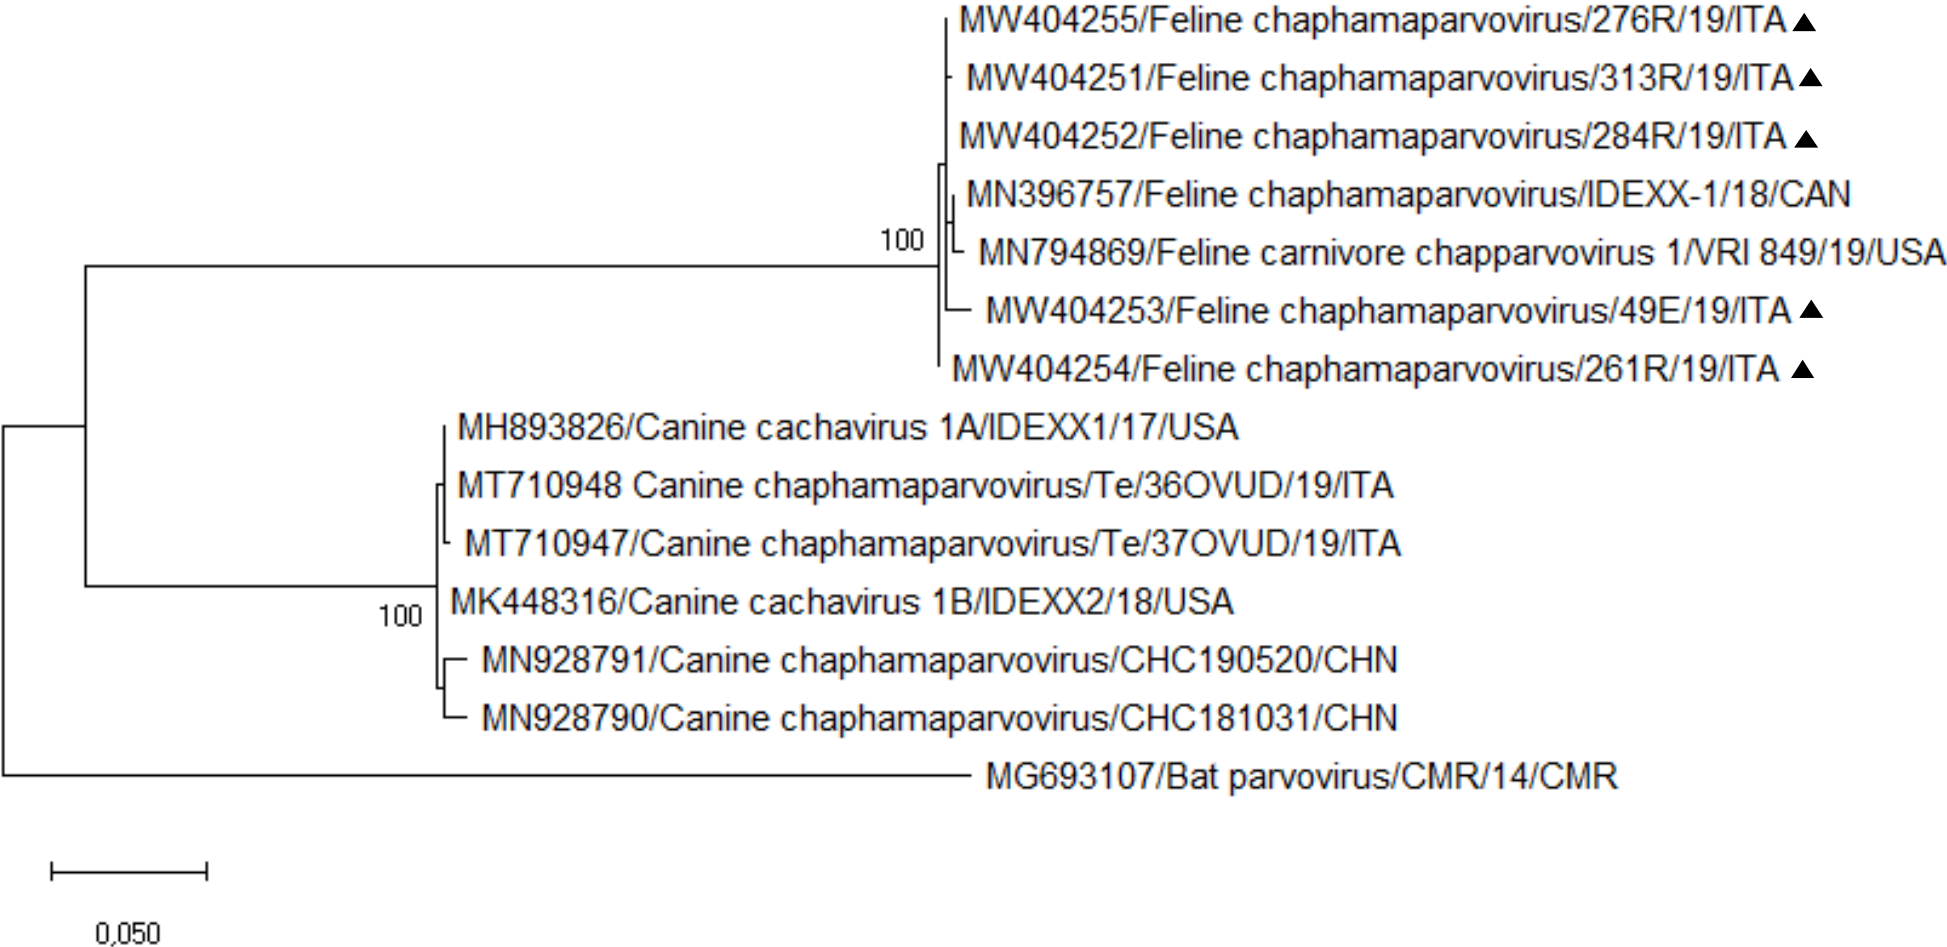 MW404255/Feline chaphamaparvovirus/276R/19/ITA▲
MW404251/Feline chaphamaparvovirus/313R/19/ITA▲
MW404252/Feline chaphamaparvovirus/284R/19/ITA▲
MN396757/Feline chaphamaparvovirus/IDEXX-1/18/CAN
100
MN794869/Feline carnivore chapparvovirus 1/VRI 849/19/USA
MW404253/Feline chaphamaparvovirus/49E/19/ITA▲
MW404254/Feline chaphamaparvovirus/261R/19/ITA▲
MH893826/Canine cachavirus 1A/IDEXX1/17/USA
MT710948 Canine chaphamaparvovirus/Te/36OVUD/19/ITA
MT710947/Canine chaphamaparvovirus/Te/37OVUD/19/ITA
MK448316/Canine cachavirus 1B/IDEXX2/18/USA
100
MN928791/Canine chaphamaparvovirus/CHC190520/CHN
MN928790/Canine chaphamaparvovirus/CHC181031/CHN
MG693107/Bat parvovirus/CMR/14/CMR
0,050